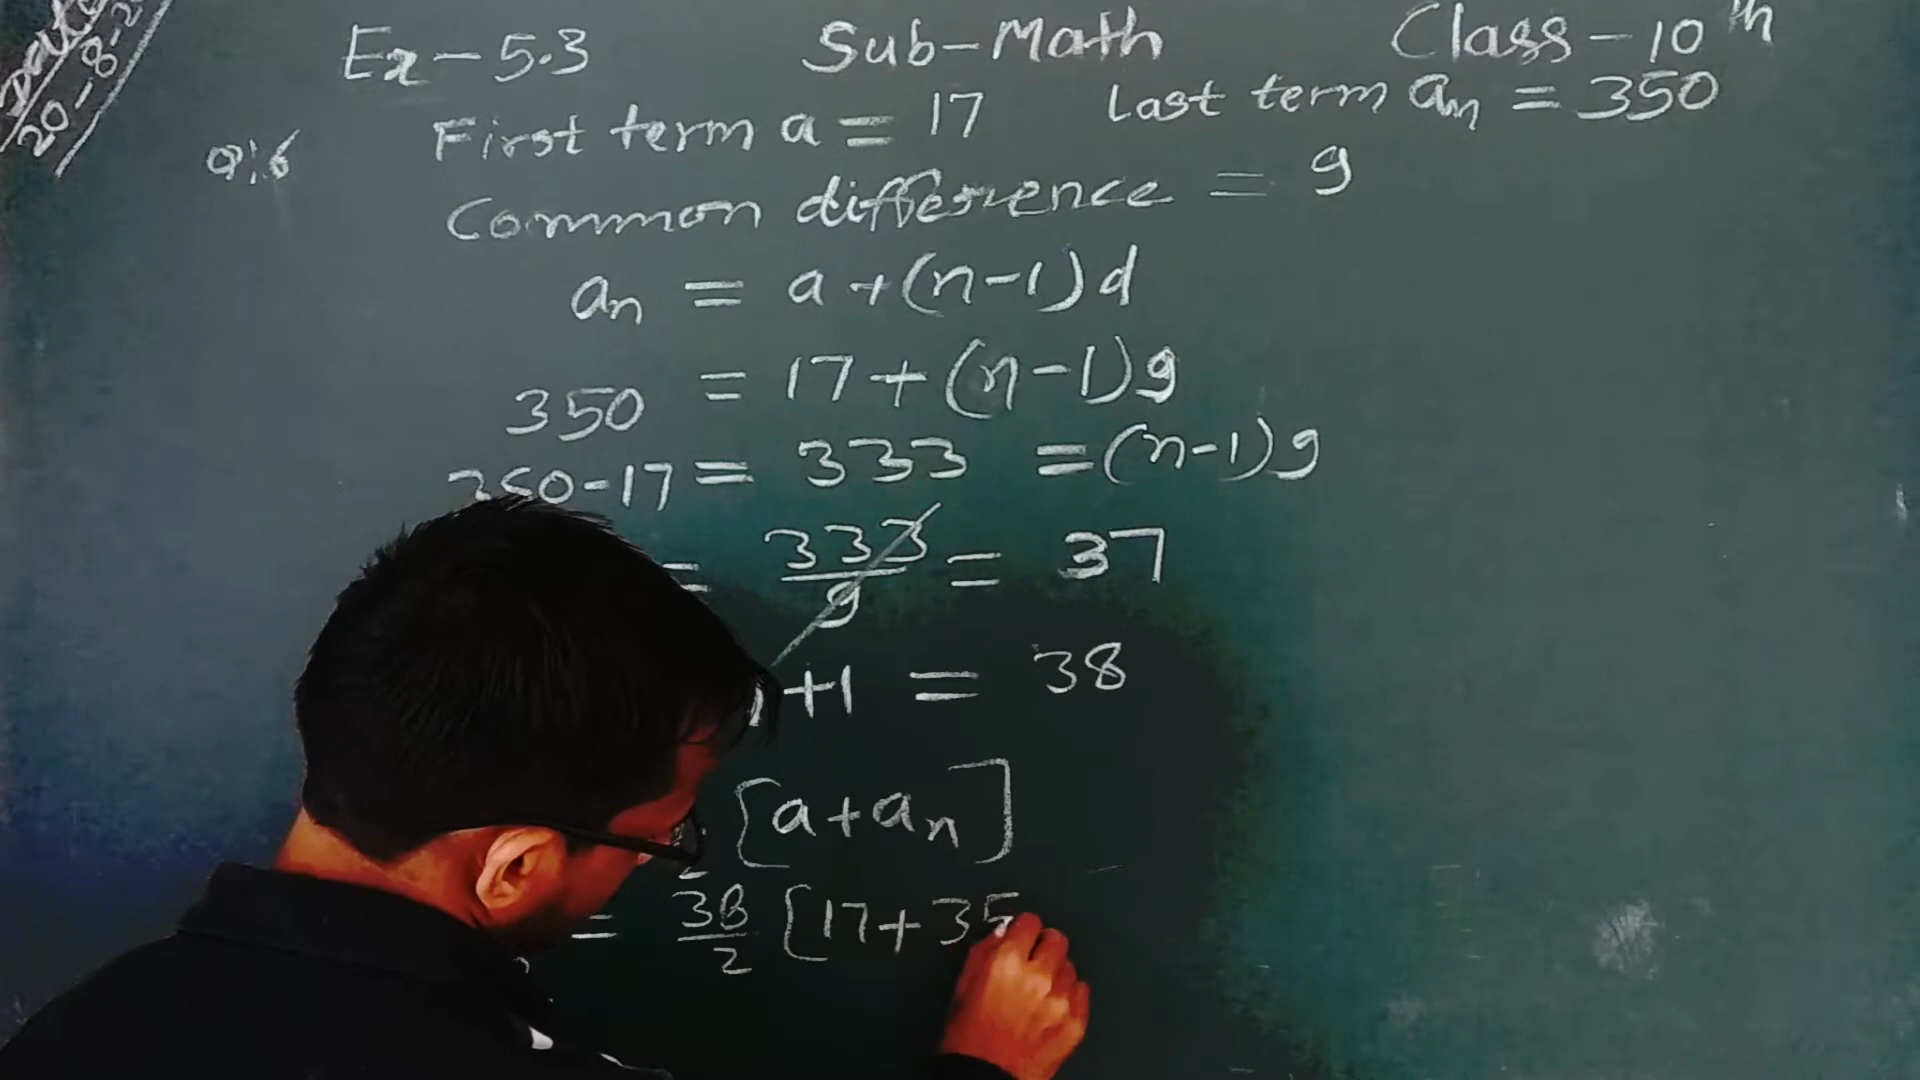 Date
20-8-2
Ex-5.3 Sub-Math Class-10th
Q:6 First term a = 17 Last term an = 350
Common difference = 9
an = a+(n-1)d
350 = 17+(n-1)9
350-17 = 333 =(n-1)9
= 333/9 = 37
+1 = 38
[a+an]
= 38/2 [17+35